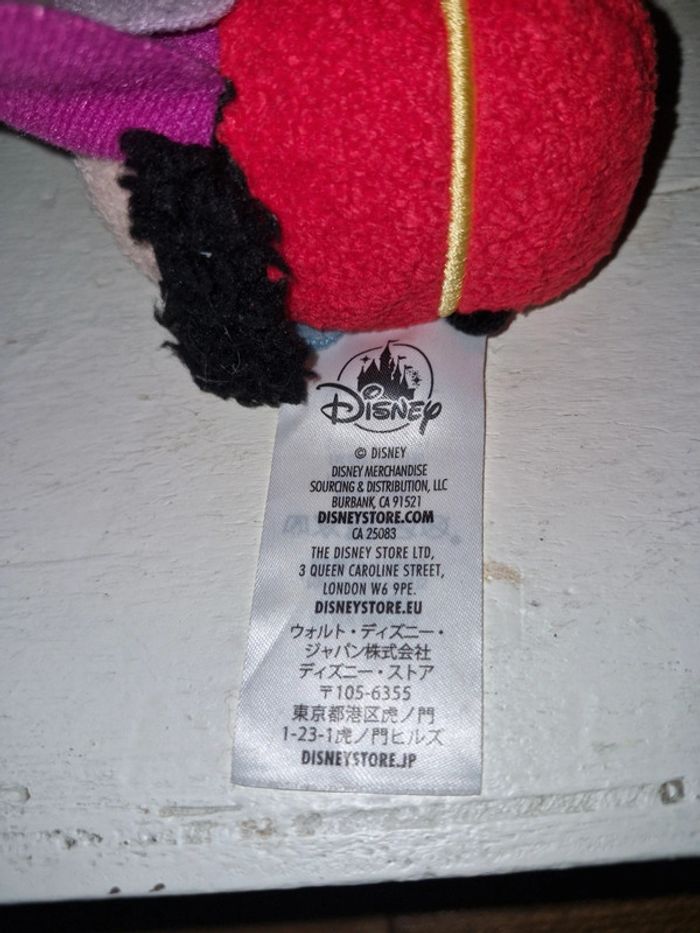 Disney
© DISNEY
DISNEY MERCHANDISE
SOURCING & DISTRIBUTION, LLC
BURBANK, CA 91521
DISNEYSTORE.COM
CA 25083
THE DISNEY STORE LTD,
3 QUEEN CAROLINE STREET,
LONDON W6 9PE.
DISNEYSTORE.EU
ウォルト・ディズニー・
ジャパン株式会社
ディズニー・ストア
〒105-6355
東京都港区虎ノ門
1-23-1虎ノ門ヒルズ
DISNEYSTORE.JP